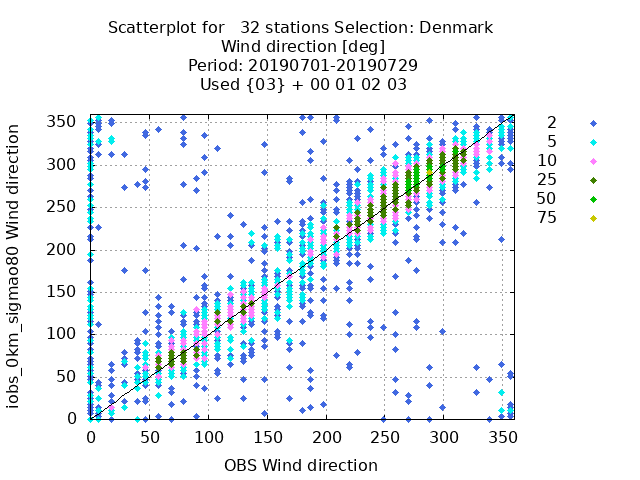 Scatterplot for   32 stations Selection: Denmark
Wind direction [deg]
Period: 20190701-20190729
Used {03} + 00 01 02 03
iobs_0km_sigmao80 Wind direction
350
300
250
200
150
100
50
0
0 50 100 150 200 250 300 350
OBS Wind direction
2
5
10
25
50
75